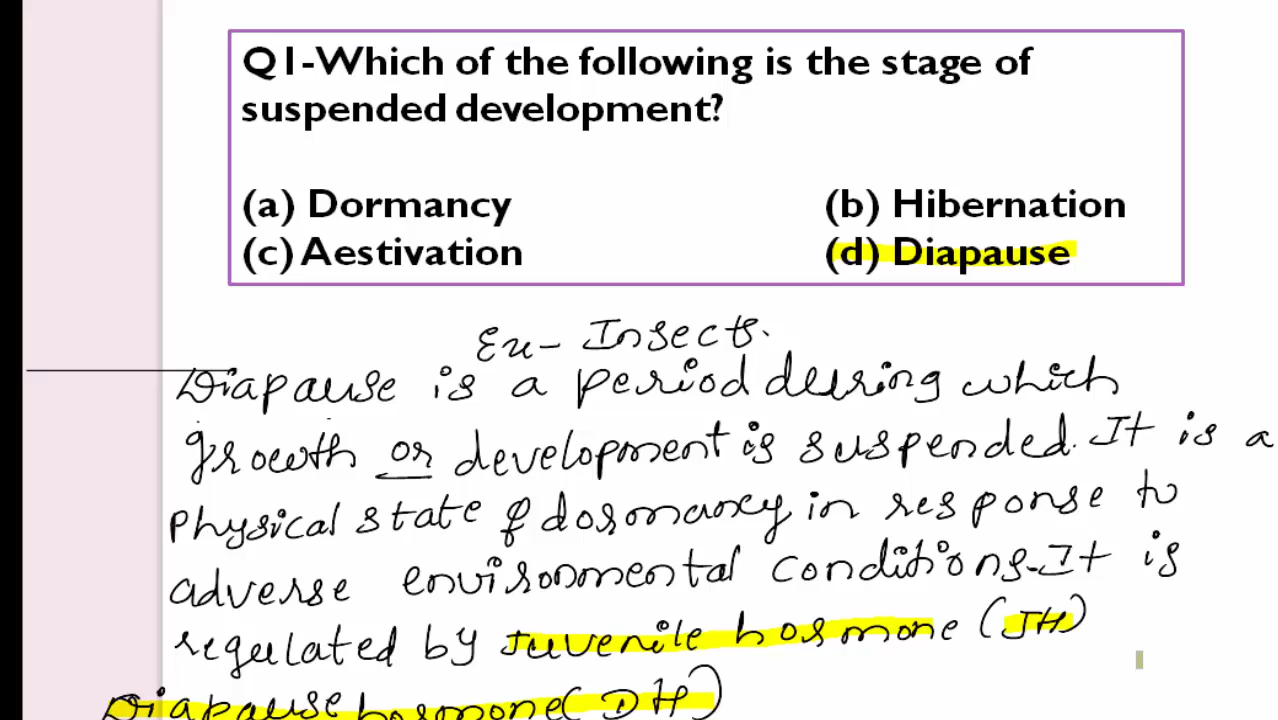 Q1-Which of the following is the stage of
suspended development?
(a) Dormancy (b) Hibernation
(c) Aestivation (d) Diapause
Ex- Insects.
Diapause is a period during which
growth or development is suspended. It is a
physical state of dormancy in response to
adverse environmental conditions. It is
regulated by Juvenile hormone (JH)
Diapause hormone (DH)